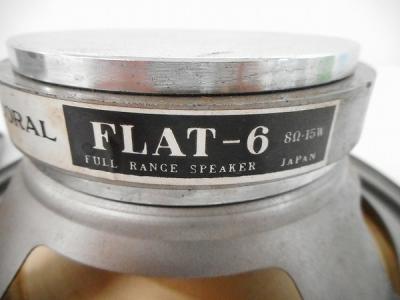 ORAL
FLAT-6 8Ω-15W
FULL RANGE SPEAKER JAPAN